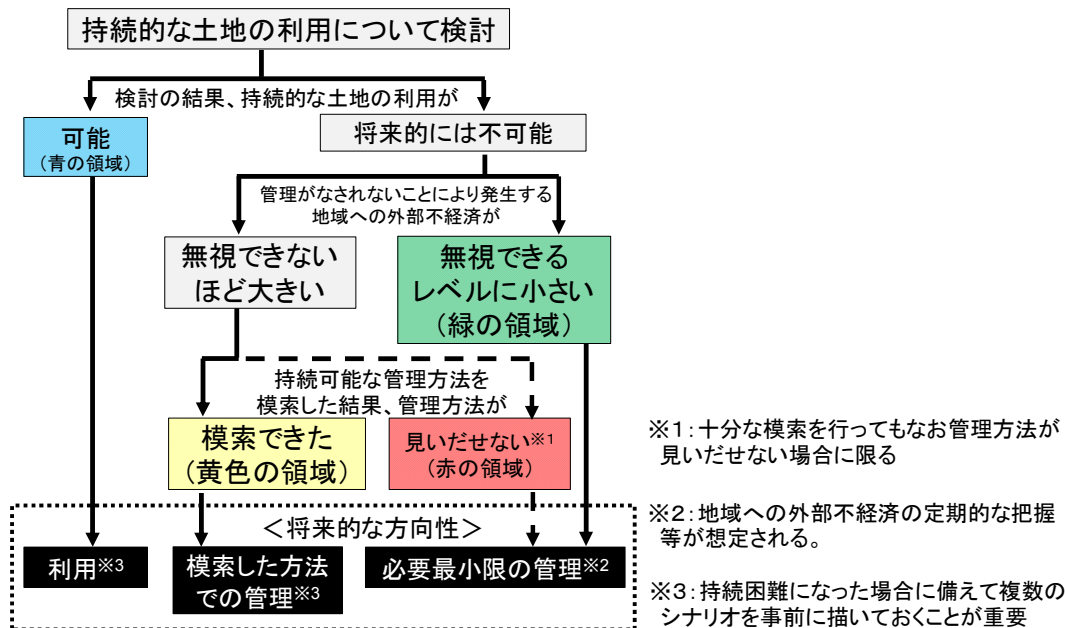 持続的な土地の利用について検討
検討の結果、持続的な土地の利用が
可能
（青の領域）
将来的には不可能
管理がなされないことにより発生する
地域への外部不経済が
無視できない
ほど大きい
無視できる
レベルに小さい
（緑の領域）
持続可能な管理方法を
模索した結果、管理方法が
模索できた
（黄色の領域）
見いだせない※1
（赤の領域）
＜将来的な方向性＞
利用※3
模索した方法
での管理※3
必要最小限の管理※2
※1：十分な模索を行ってもなお管理方法が
見いだせない場合に限る
※2：地域への外部不経済の定期的な把握
等が想定される。
※3：持続困難になった場合に備えて複数の
シナリオを事前に描いておくことが重要